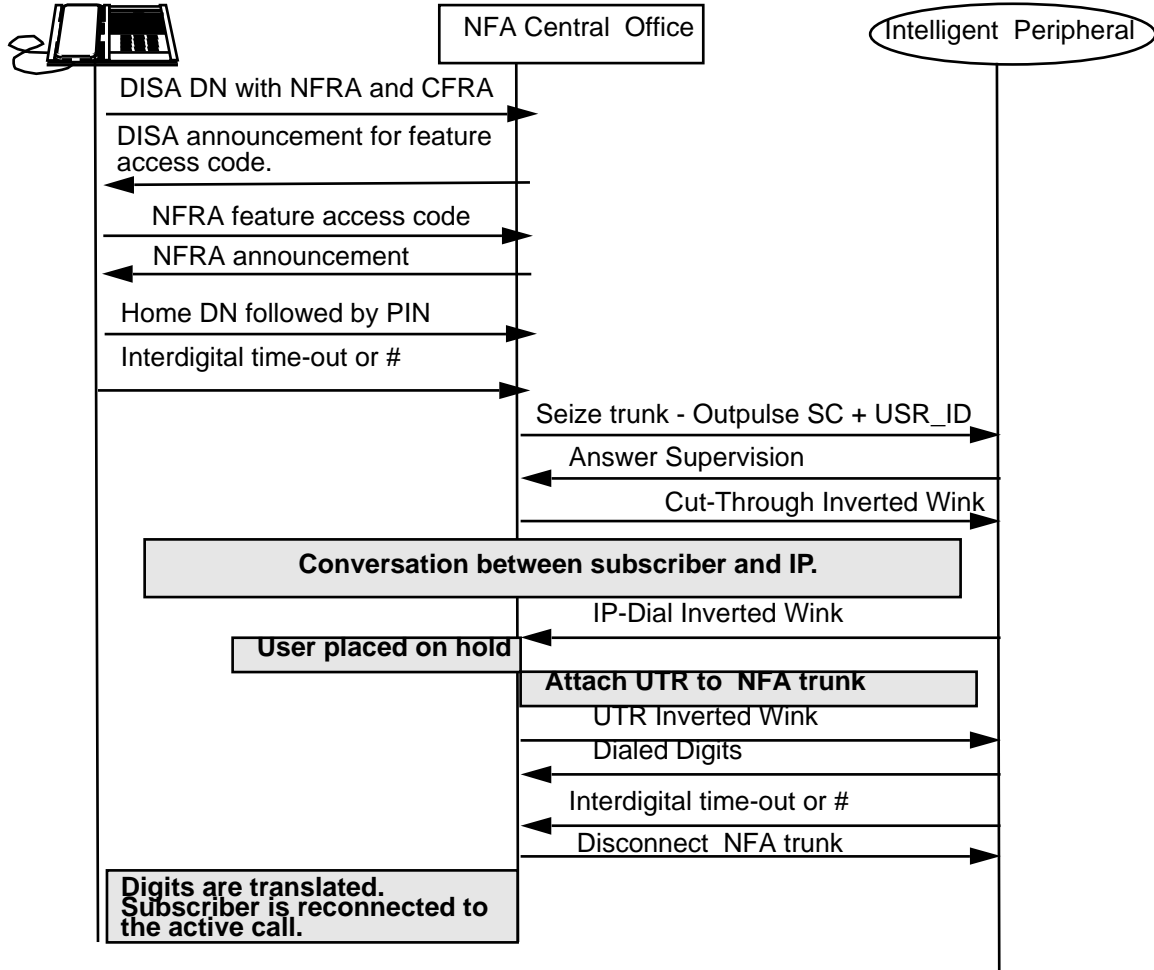 NFA Central Office
Intelligent Peripheral
DISA DN with NFRA and CFRA
DISA announcement for feature
access code.
NFRA feature access code
NFRA announcement
Home DN followed by PIN
Interdigital time-out or #
Seize trunk - Outpulse SC + USR_ID
Answer Supervision
Cut-Through Inverted Wink
Conversation between subscriber and IP.
IP-Dial Inverted Wink
User placed on hold
Attach UTR to NFA trunk
UTR Inverted Wink
Dialed Digits
Interdigital time-out or #
Disconnect NFA trunk
Digits are translated.
Subscriber is reconnected to
the active call.